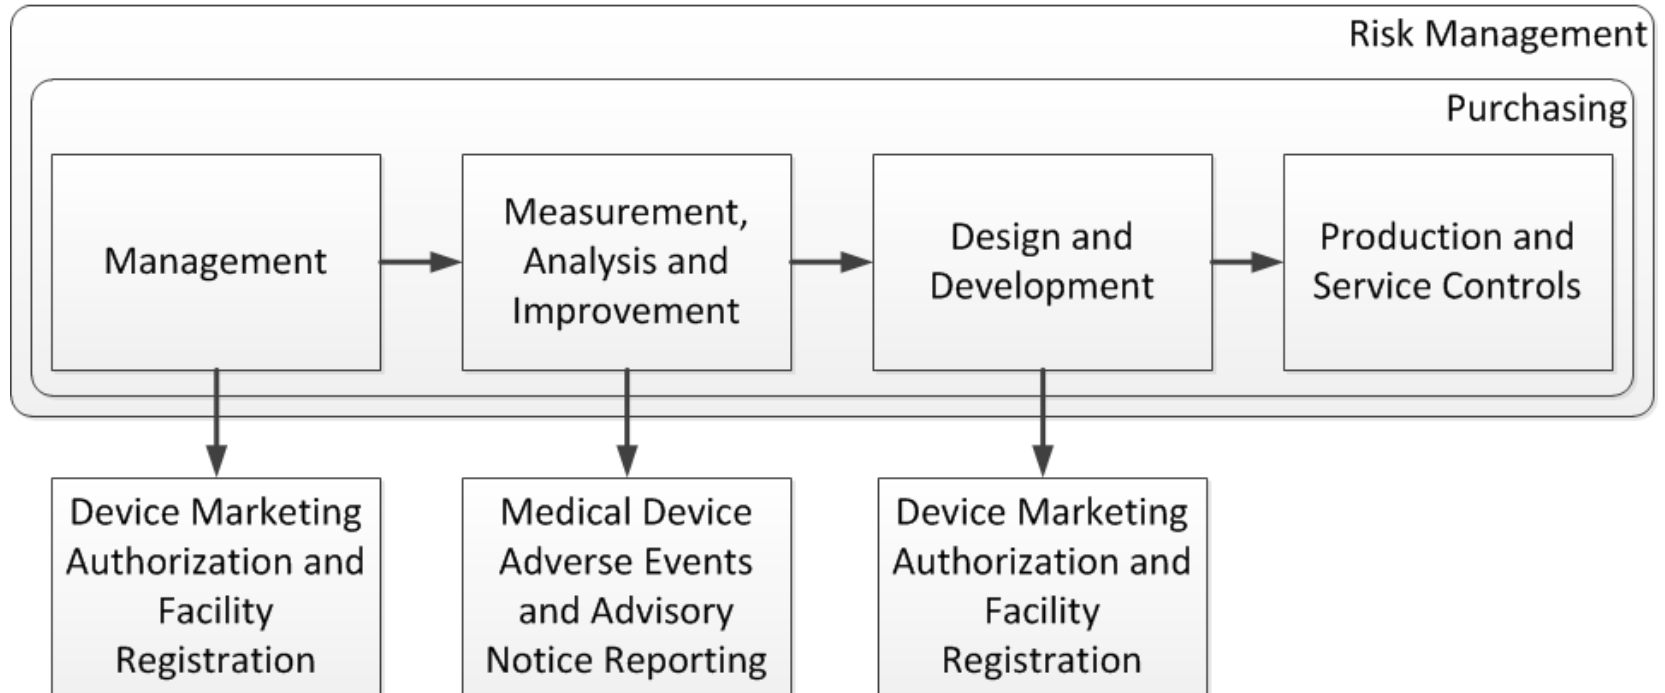 Risk Management
Purchasing
Management
Measurement,
Analysis and
Improvement
Design and
Development
Production and
Service Controls
Device Marketing
Authorization and
Facility
Registration
Medical Device
Adverse Events
and Advisory
Notice Reporting
Device Marketing
Authorization and
Facility
Registration